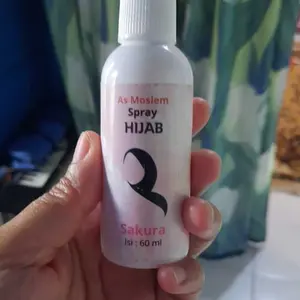 As Moslem
Spray
HIJAB
Sakura
Isi : 60 ml